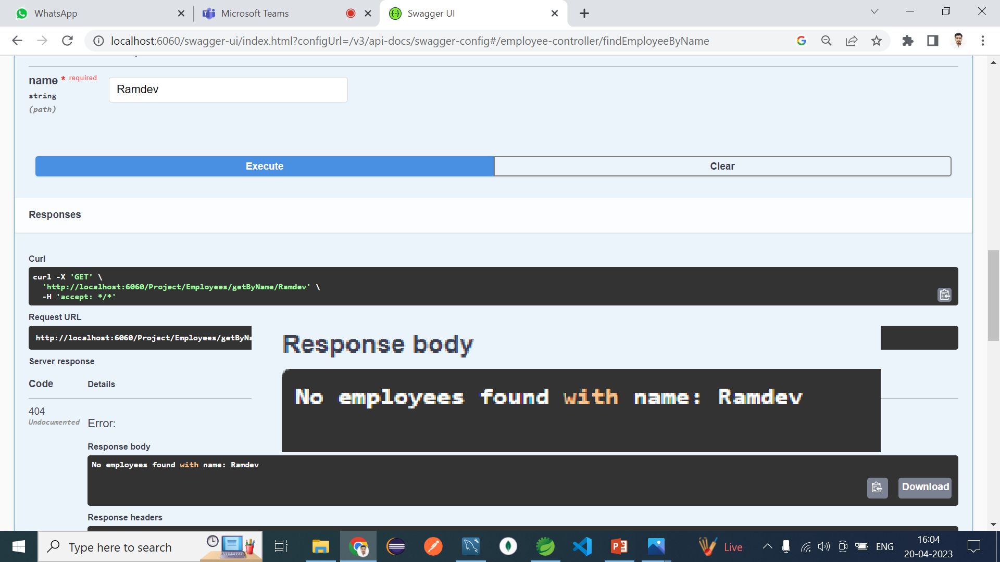 WhatsApp
Microsoft Teams
Swagger UI
localhost:6060/swagger-ui/index.html?configUrl=/v3/api-docs/swagger-config#/employee-controller/findEmployeeByName
name * required
string
(path)
Ramdev
Execute
Clear
Responses
Curl
curl -X 'GET' \
'http://localhost:6060/Project/Employees/getByName/Ramdev' \
-H 'accept: */*'
Request URL
http://localhost:6060/Project/Employees/getByNa
Server response
Code
Details
404
Undocumented
Error:
Response body
No employees found with name: Ramdev
Response body
No employees found with name: Ramdev
Download
Response headers
Type here to search
Live
ENG
16:04
20-04-2023